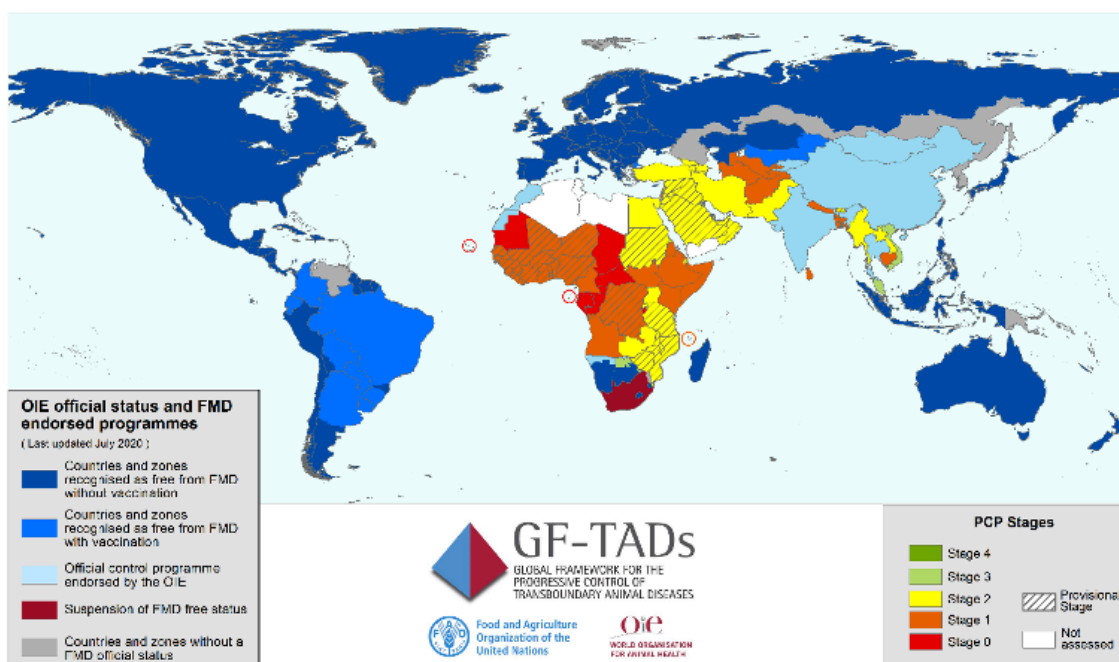 OIE official status and FMD
endorsed programmes
( Last updated July 2020 )
Countries and zones
recognised as free from FMD
without vaccination
Countries and zones
recognised as free from FMD
with vaccination
Official control programme
endorsed by the OIE
Suspension of FMD free status
Countries and zones without a
FMD official status
GF-TADs
GLOBAL FRAMEWORK FOR THE
PROGRESSIVE CONTROL OF
TRANSBOUNDARY ANIMAL DISEASES
FAO
Food and Agriculture
Organization of the
United Nations
Oie
WORLD ORGANISATION
FOR ANIMAL HEALTH
PCP Stages
Stage 4
Stage 3
Stage 2
Stage 1
Stage 0
Provisional
Stage
Not
assessed